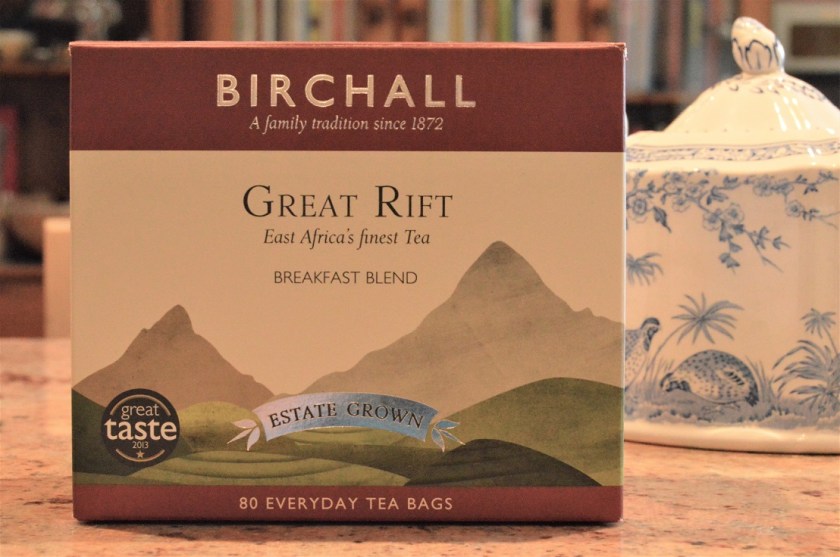 BIRCHALL
A family tradition since 1872
GREAT RIFT
East Africa's finest Tea
BREAKFAST BLEND
ESTATE GROWN
great
taste
2013
80 EVERYDAY TEA BAGS